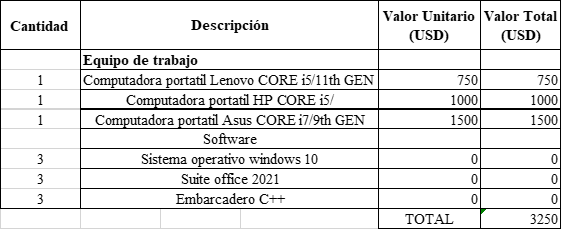 Cantidad Descripción Valor Unitario (USD) Valor Total (USD)
Equipo de trabajo
1 Computadora portatil Lenovo CORE i5/11th GEN 750 750
1 Computadora portatil HP CORE i5/ 1000 1000
1 Computadora portatil Asus CORE i7/9th GEN 1500 1500
Software
3 Sistema operativo windows 10 0 0
3 Suite office 2021 0 0
3 Embarcadero C++ 0 0
TOTAL 3250